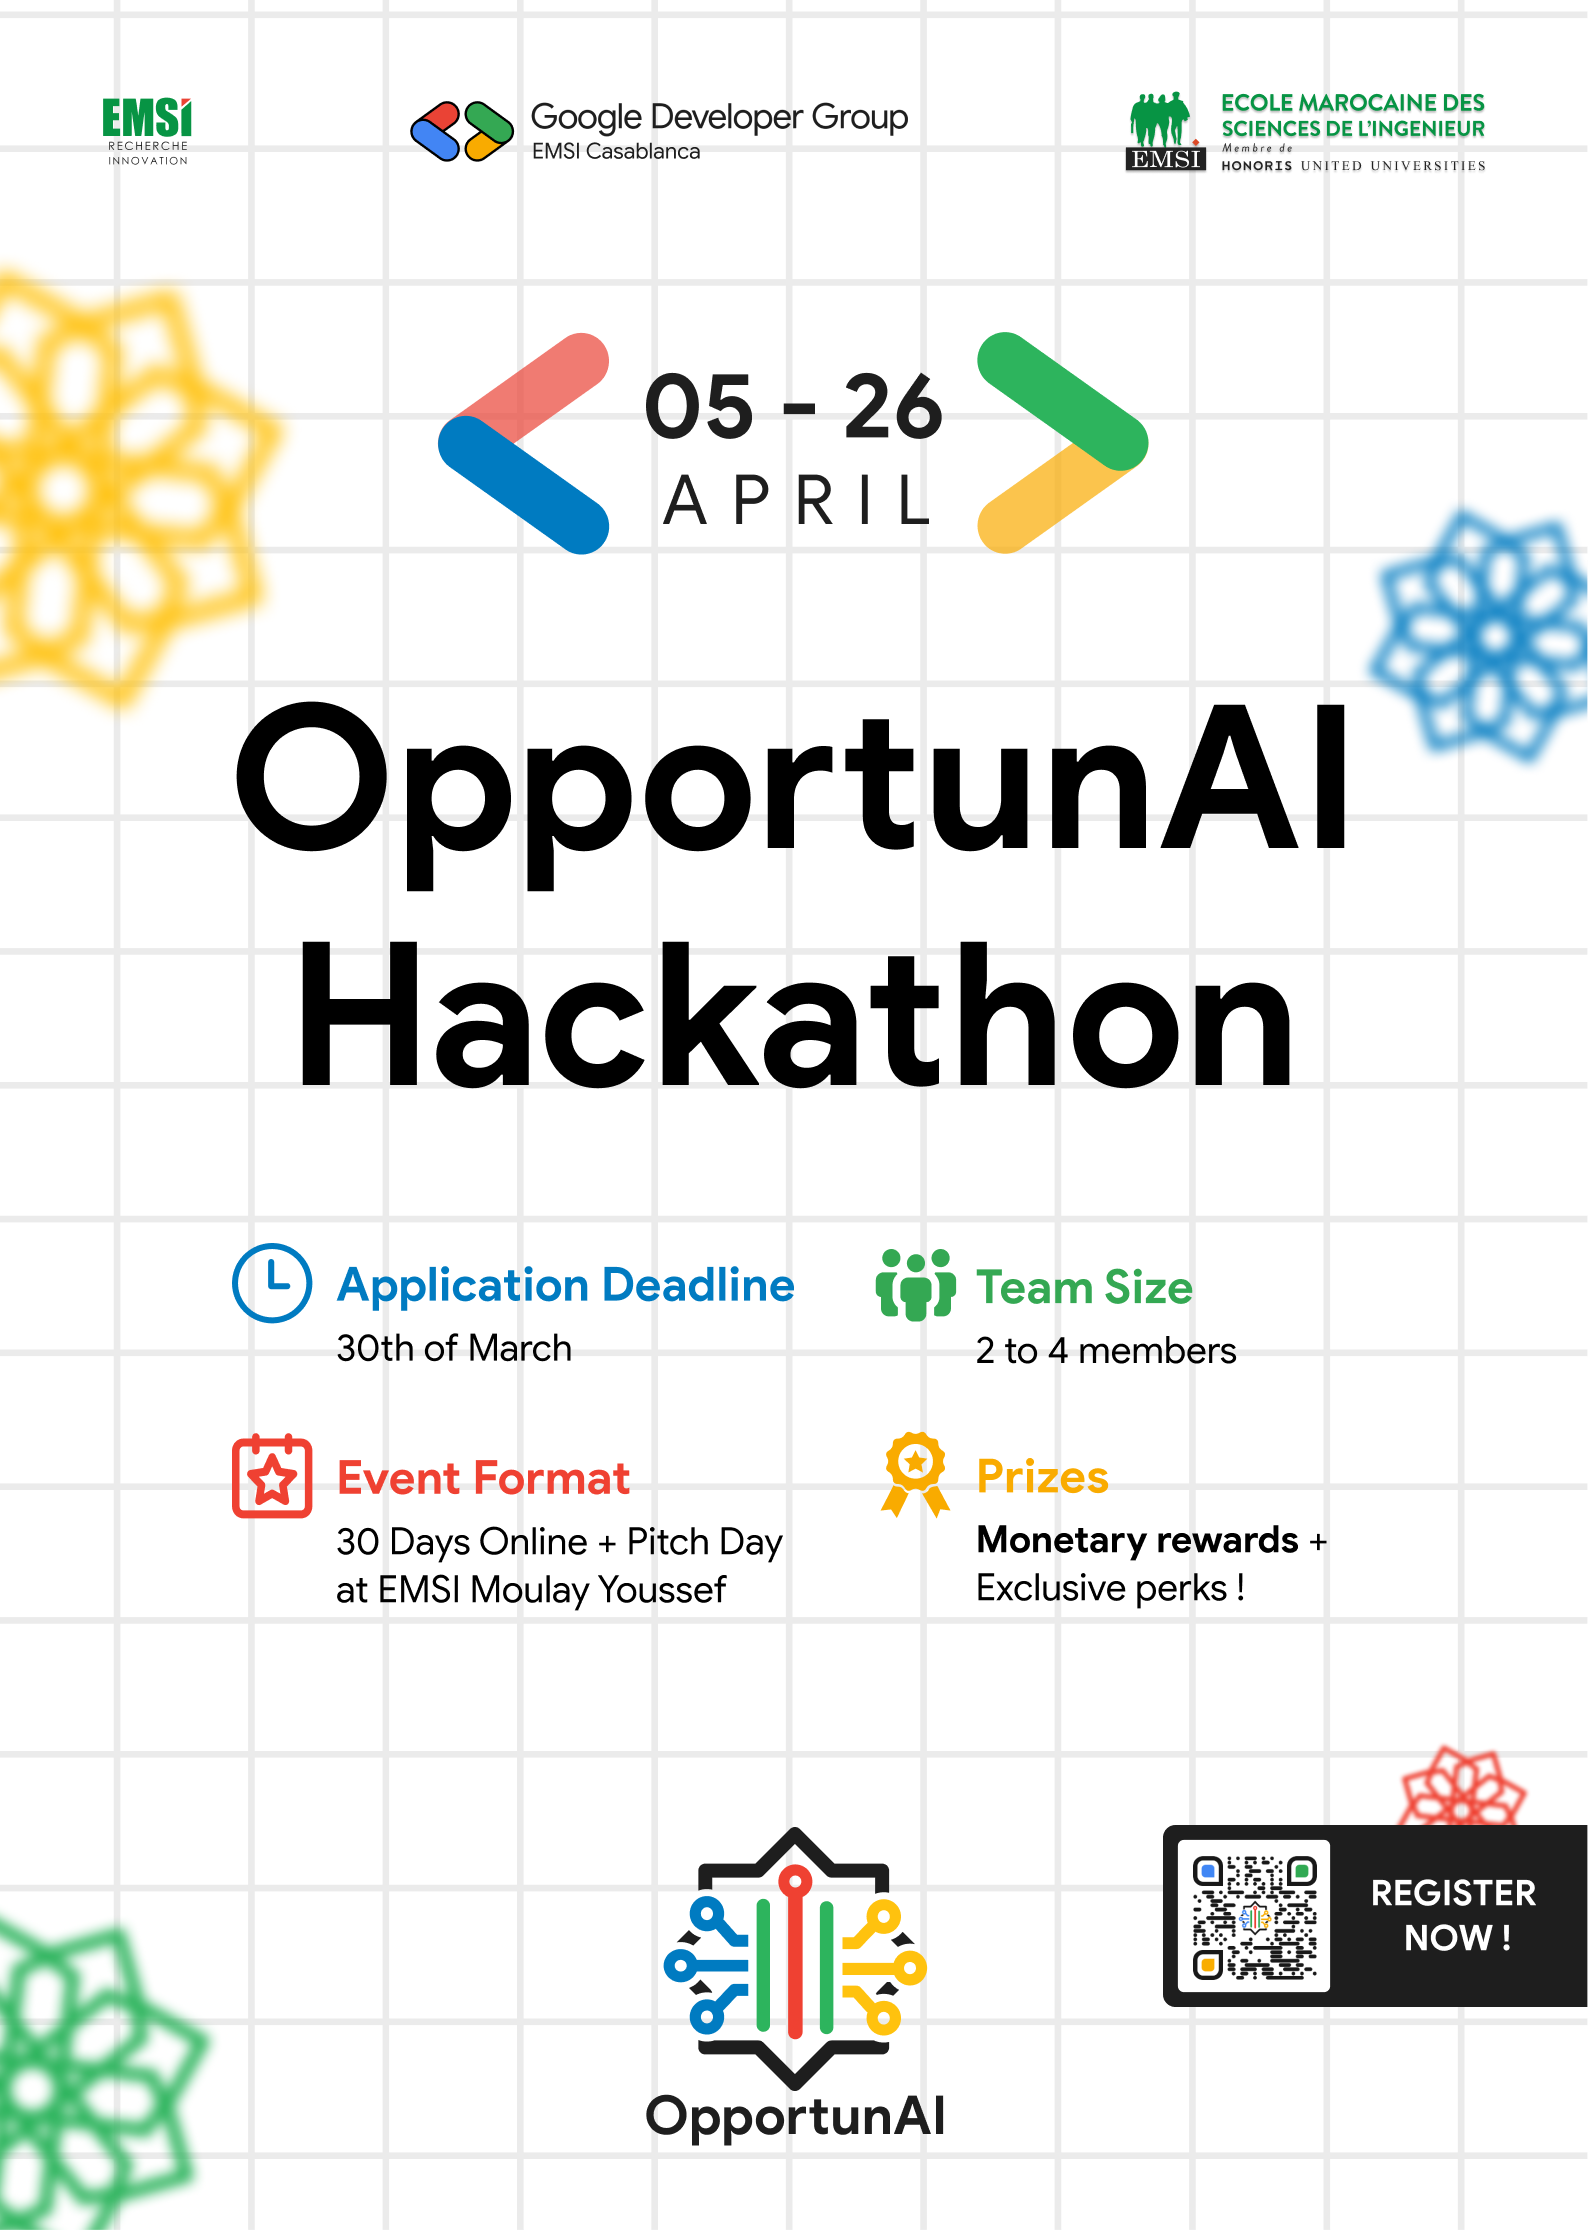 EMSI
RECHERCHE
INNOVATION
Google Developer Group
EMSI Casablanca
EMSI
ECOLE MAROCAINE DES
SCIENCES DE L'INGENIEUR
Membre de
HONORIS UNITED UNIVERSITIES
05 - 26
APRIL
OpportunAI
Hackathon
Application Deadline
30th of March
Team Size
2 to 4 members
Event Format
30 Days Online + Pitch Day
at EMSI Moulay Youssef
Prizes
Monetary rewards +
Exclusive perks !
REGISTER
NOW !
OpportunAI